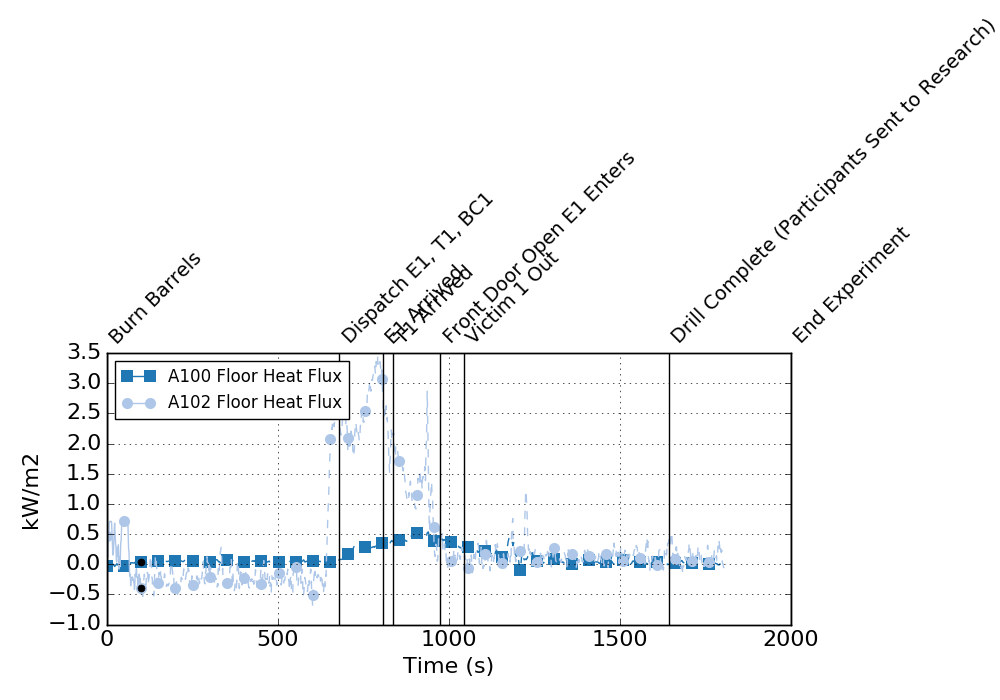 Burn Barrels
Dispatch E1, T1, BC1
E1 Arrived
T1 Arrived
Front Door Open E1 Enters
Victim 1 Out
Drill Complete (Participants Sent to Research)
End Experiment
A100 Floor Heat Flux
A102 Floor Heat Flux
kW/m2
3.5
3.0
2.5
2.0
1.5
1.0
0.5
0.0
−0.5
−1.0
0 500 1000 1500 2000
Time (s)